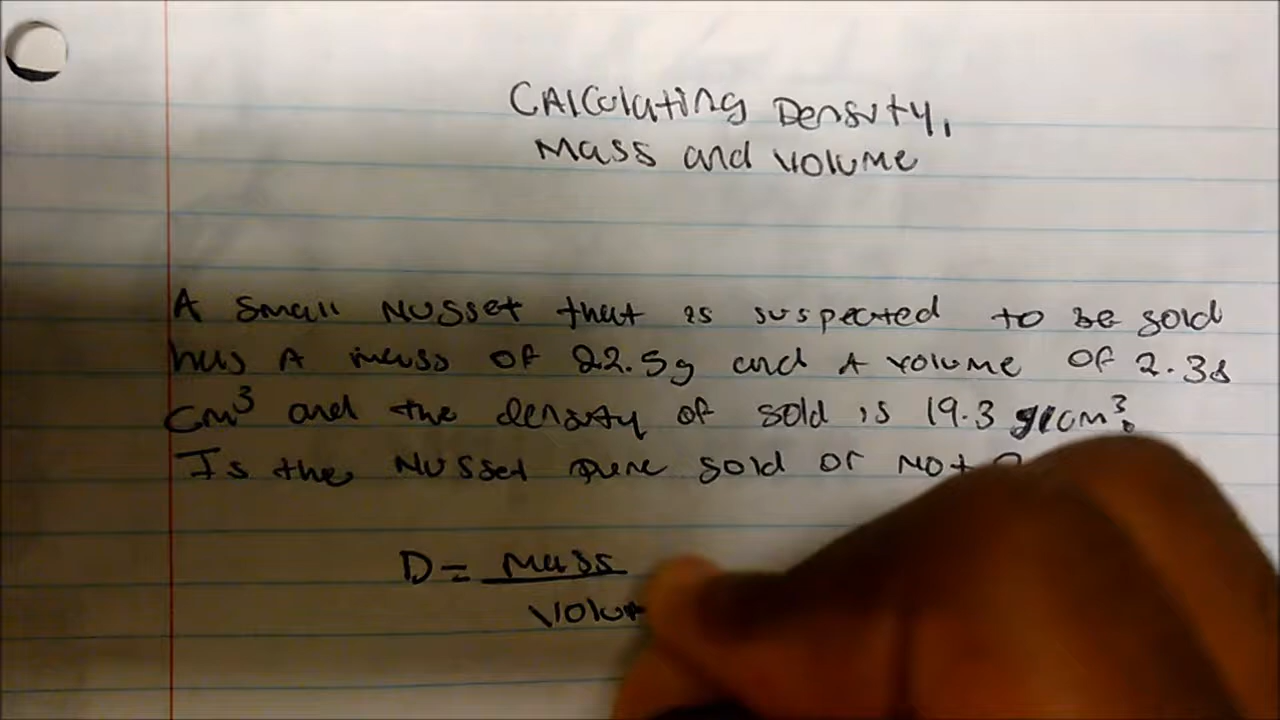 CAlCulating Density,
Mass and Volume
A small Nugget that is suspected to be gold
has A mass of 22.5g and A volume of 2.38
cm³ and the density of gold is 19.3 g/cm³.
Is the Nugget pure gold or not
D = Mass
Volum